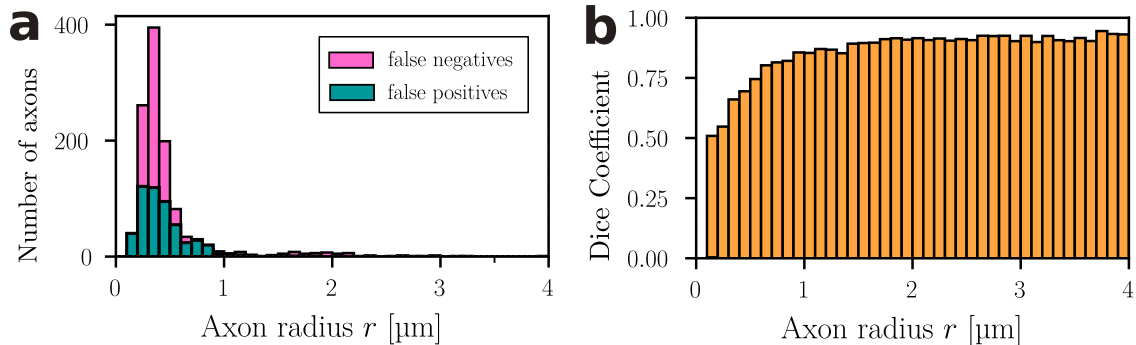 a
400
200
0
Number of axons
false negatives
false positives
0 1 2 3 4
Axon radius r [µm]
b
1.00
0.75
0.50
0.25
0.00
Dice Coefficient
0 1 2 3 4
Axon radius r [µm]